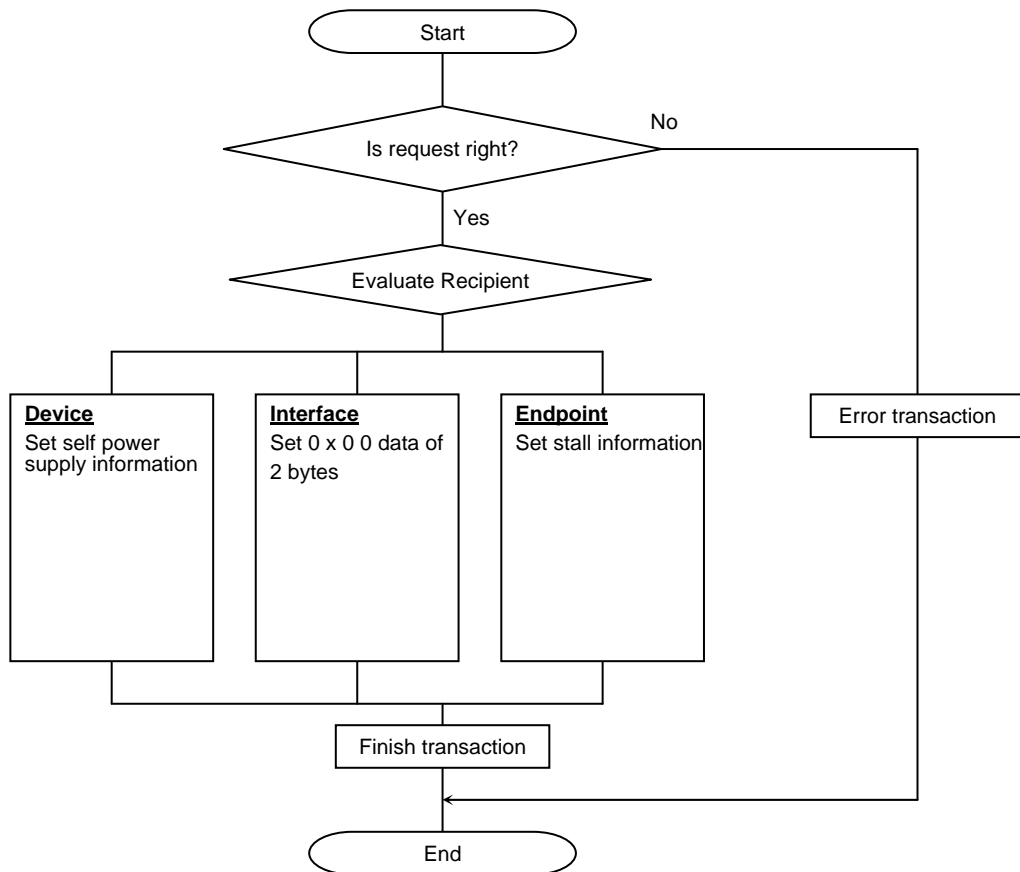 Start
No
Is request right?
Yes
Evaluate Recipient
Device
Set self power
supply information
Interface
Set 0 x 0 0 data of
2 bytes
Endpoint
Set stall information
Error transaction
Finish transaction
End